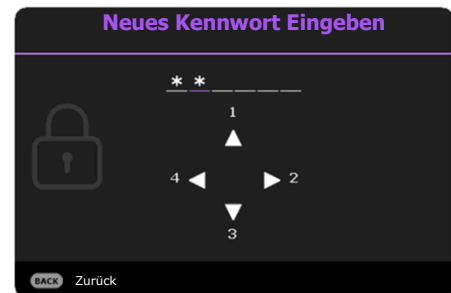 Neues Kennwort Eingeben
* * _ _ _ _
1
4 2
3
BACK Zurück